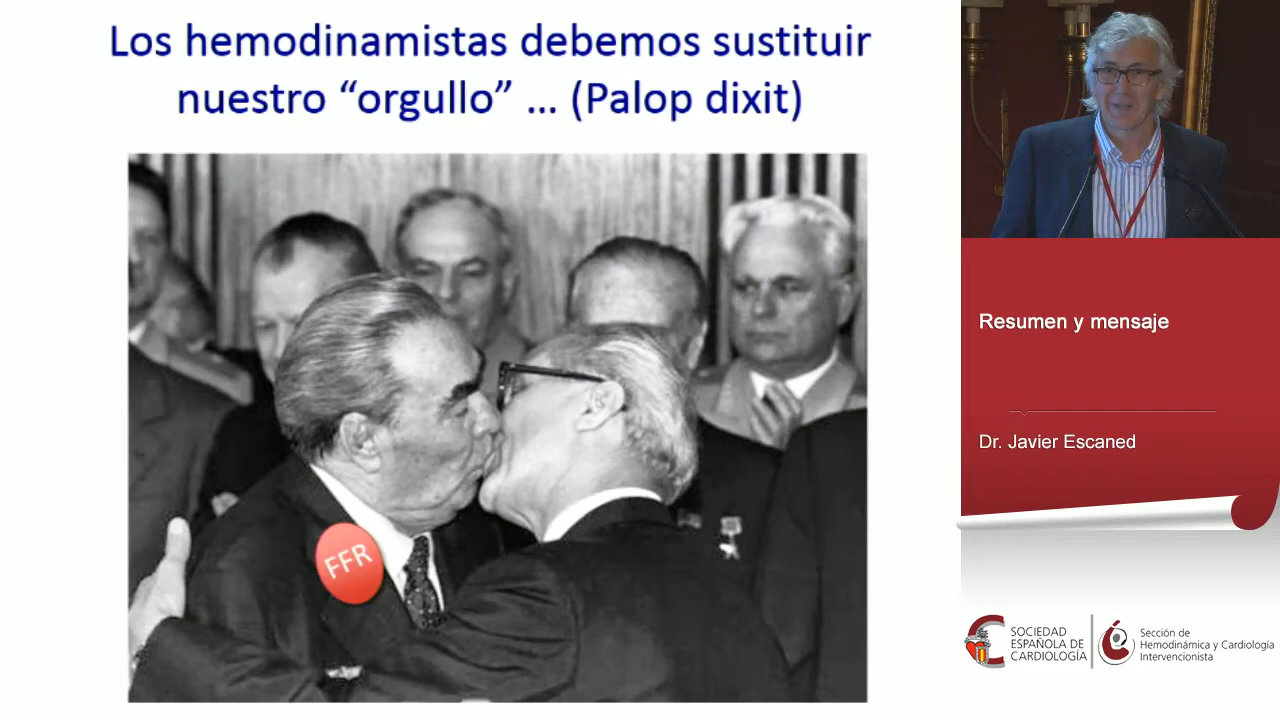 Los hemodinamistas debemos sustituir
nuestro “orgullo” ... (Palop dixit)
FFR
Resumen y mensaje
Dr. Javier Escaned
SOCIEDAD
ESPAÑOLA DE
CARDIOLOGÍA
Sección de
Hemodinámica y Cardiología
Intervencionista